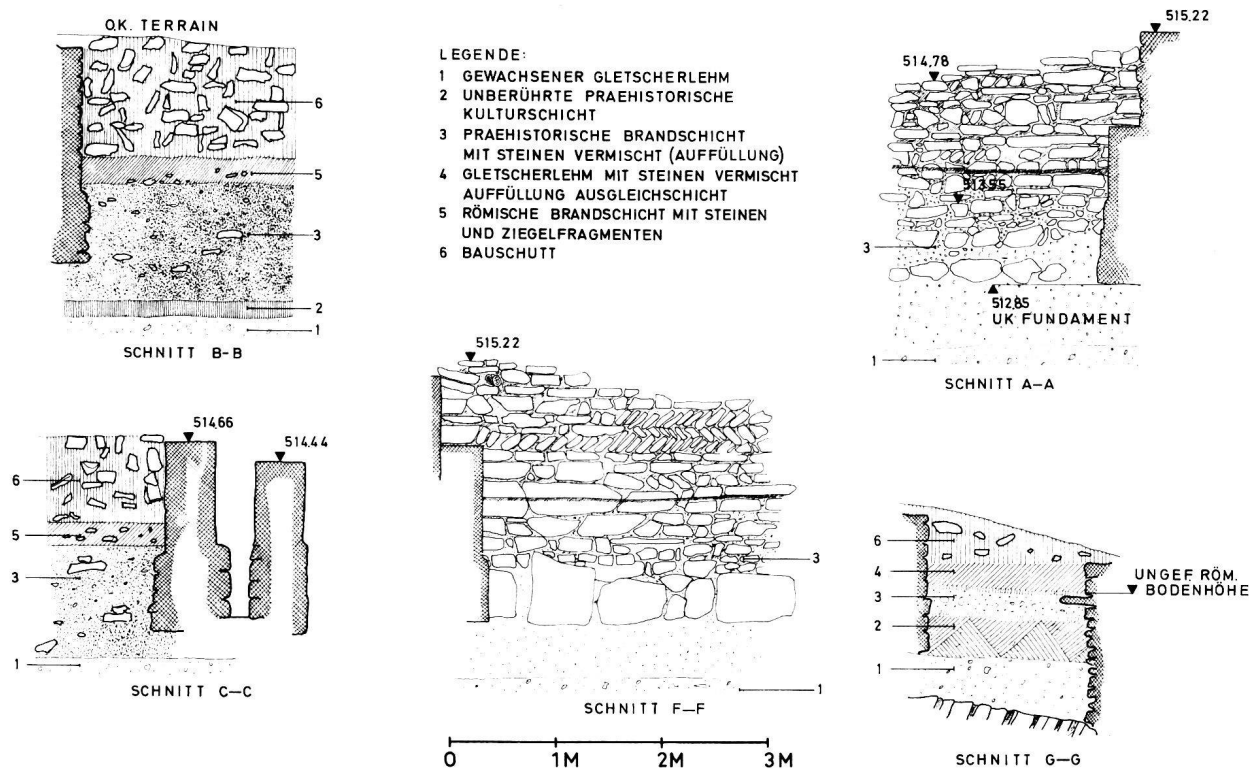 O.K. TERRAIN
6
5
3
2
1
SCHNITT B-B
LEGENDE:
1 GEWACHSENER GLETSCHERLEHM
2 UNBERÜHRTE PRAEHISTORISCHE
KULTURSCHICHT
3 PRAEHISTORISCHE BRANDSCHICHT
MIT STEINEN VERMISCHT (AUFFÜLLUNG)
4 GLETSCHERLEHM MIT STEINEN VERMISCHT
AUFFÜLLUNG AUSGLEICHSCHICHT
5 RÖMISCHE BRANDSCHICHT MIT STEINEN
UND ZIEGELFRAGMENTEN
6 BAUSCHUTT
515.22
514.78
513.95
3
512.85
UK FUNDAMENT
1
SCHNITT A–A
514.66
514.44
6
5
3
1
SCHNITT C–C
515.22
3
1
SCHNITT F–F
6
4
3
2
1
UNGEF. RÖM.
BODENHÖHE
SCHNITT G–G
0 1M 2M 3M